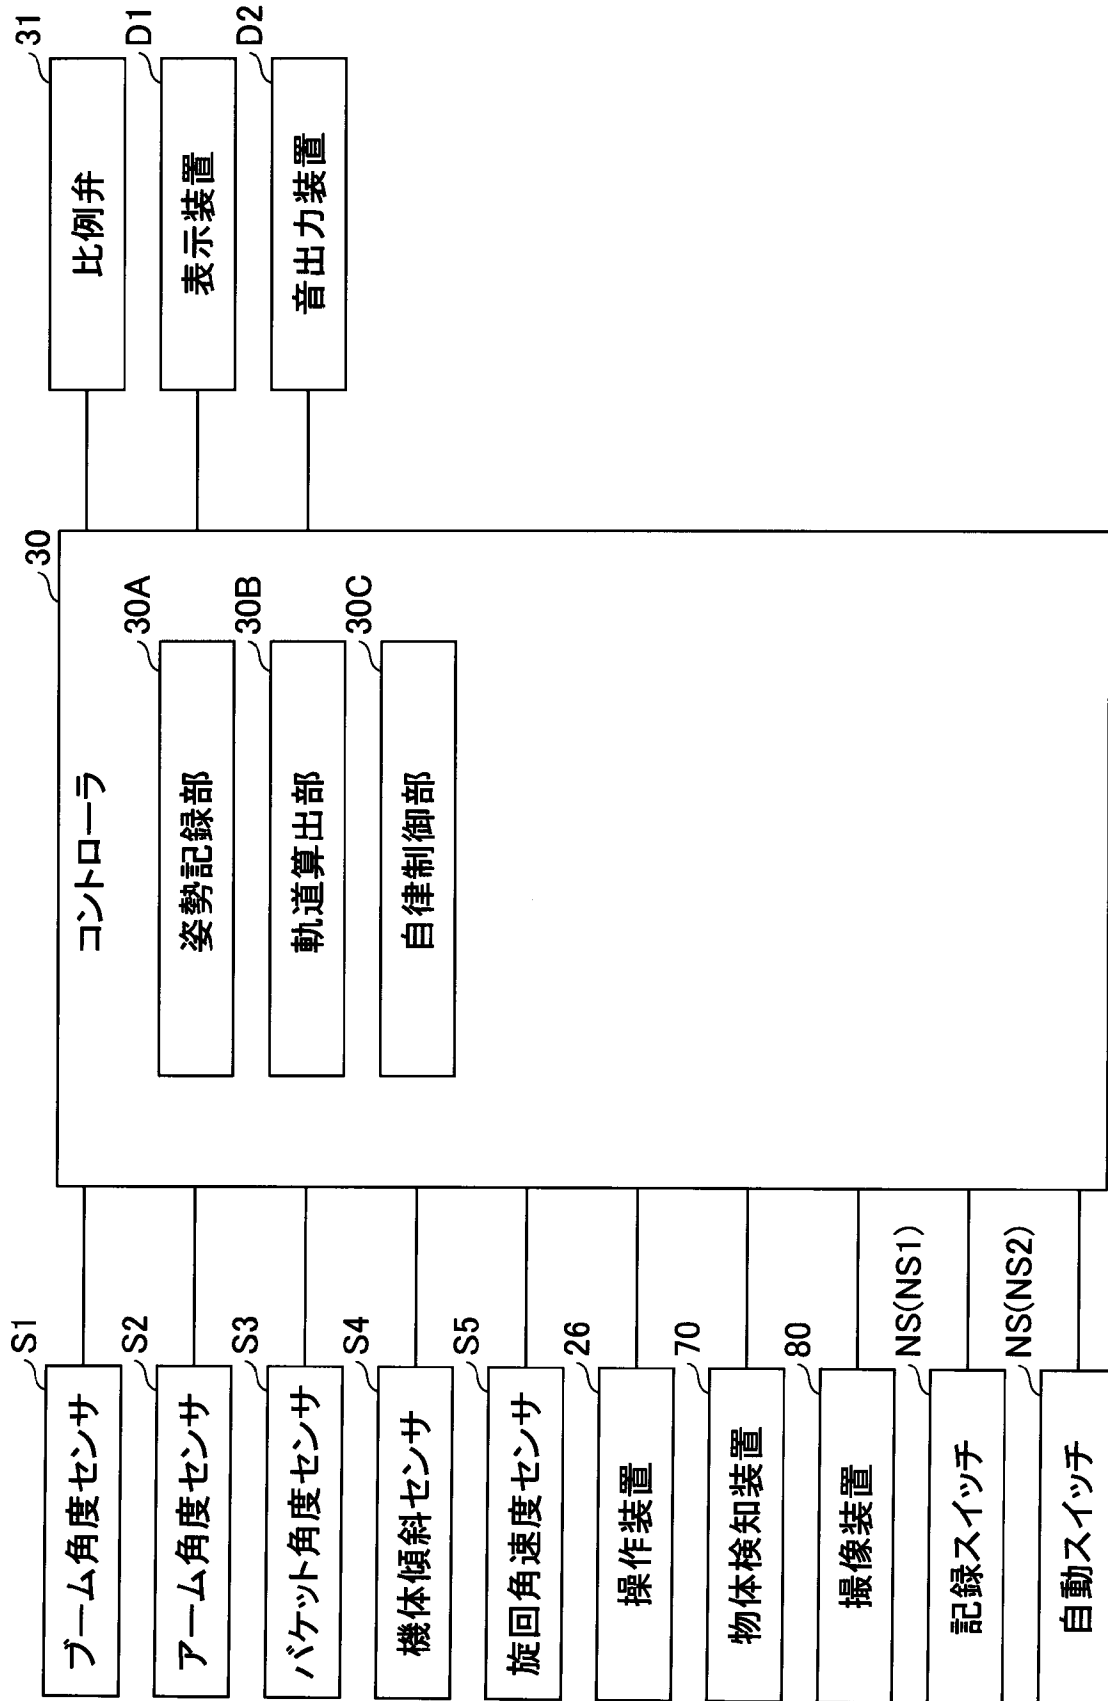 S1
ブーム角度センサ
S2
アーム角度センサ
S3
バケット角度センサ
S4
機体傾斜センサ
S5
旋回角速度センサ
26
操作装置
70
物体検知装置
80
撮像装置
NS(NS1)
記録スイッチ
NS(NS2)
自動スイッチ
30
コントローラ
30A
姿勢記録部
30B
軌道算出部
30C
自律制御部
31
比例弁
D1
表示装置
D2
音出力装置